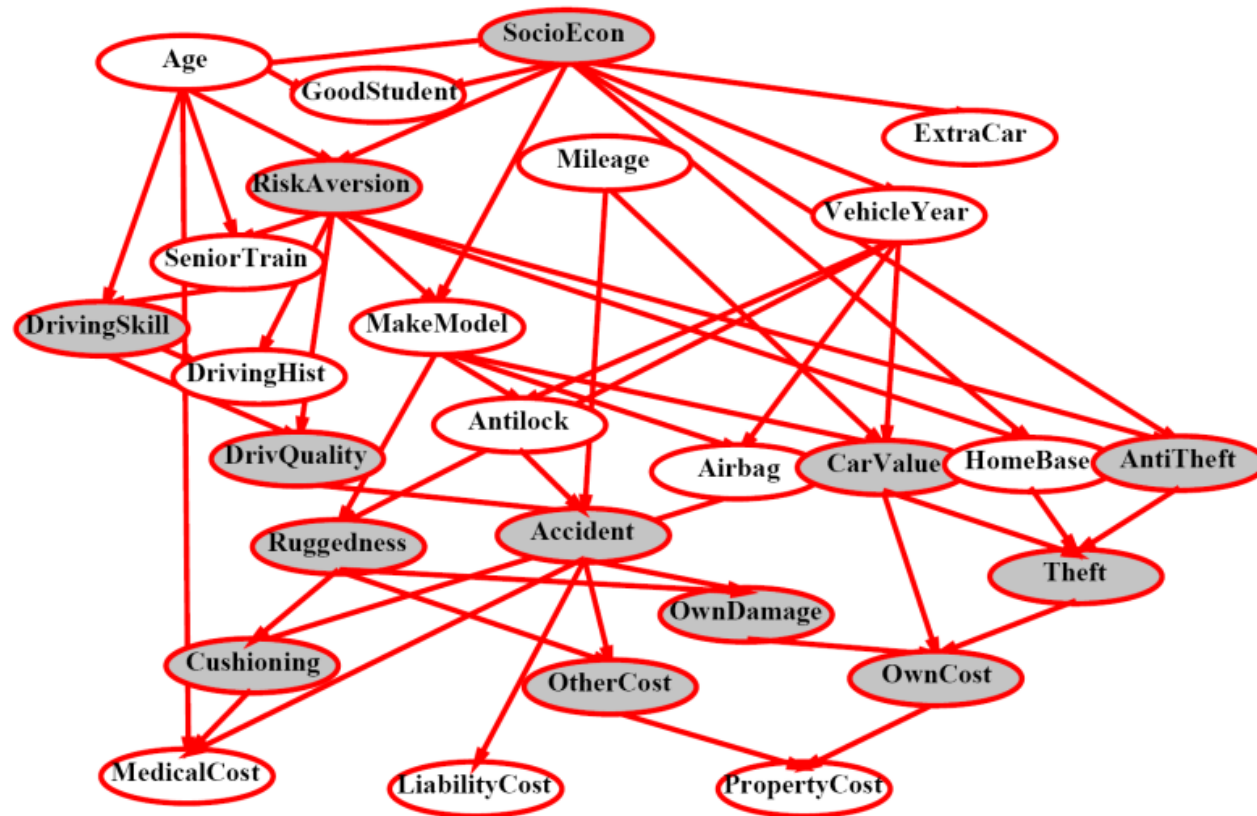 SocioEcon
Age
GoodStudent
ExtraCar
Mileage
RiskAversion
VehicleYear
SeniorTrain
DrivingSkill
MakeModel
DrivingHist
Antilock
DrivQuality
Airbag
CarValue
HomeBase
AntiTheft
Ruggedness
Accident
Theft
OwnDamage
Cushioning
OtherCost
OwnCost
MedicalCost
LiabilityCost
PropertyCost